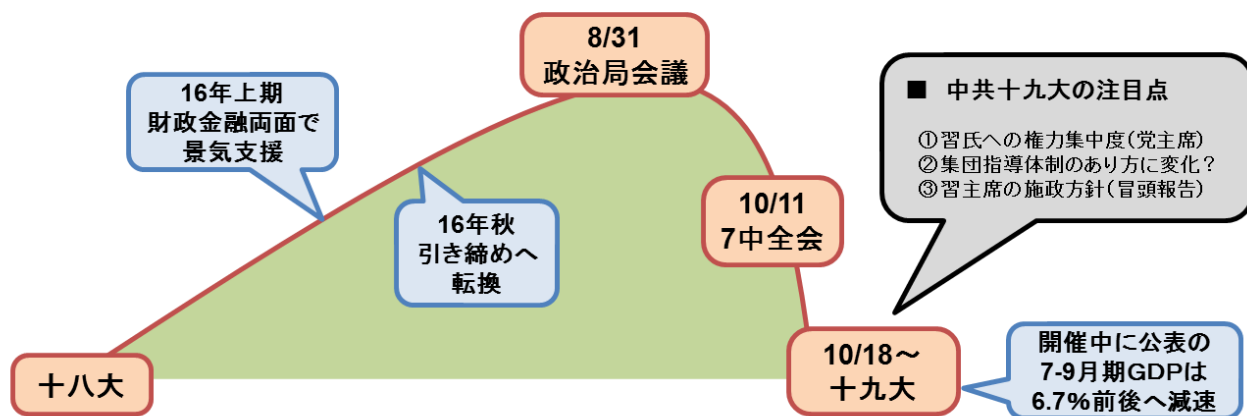 8/31
政治局会議
16年上期
財政金融両面で
景気支援
■ 中共十九大の注目点
①習氏への権力集中度(党主席)
②集団指導体制のあり方に変化?
③習主席の施政方針(冒頭報告)
16年秋
引き締めへ
転換
10/11
7中全会
十八大
10/18~
十九大
開催中に公表の
7-9月期GDPは
6.7%前後へ減速